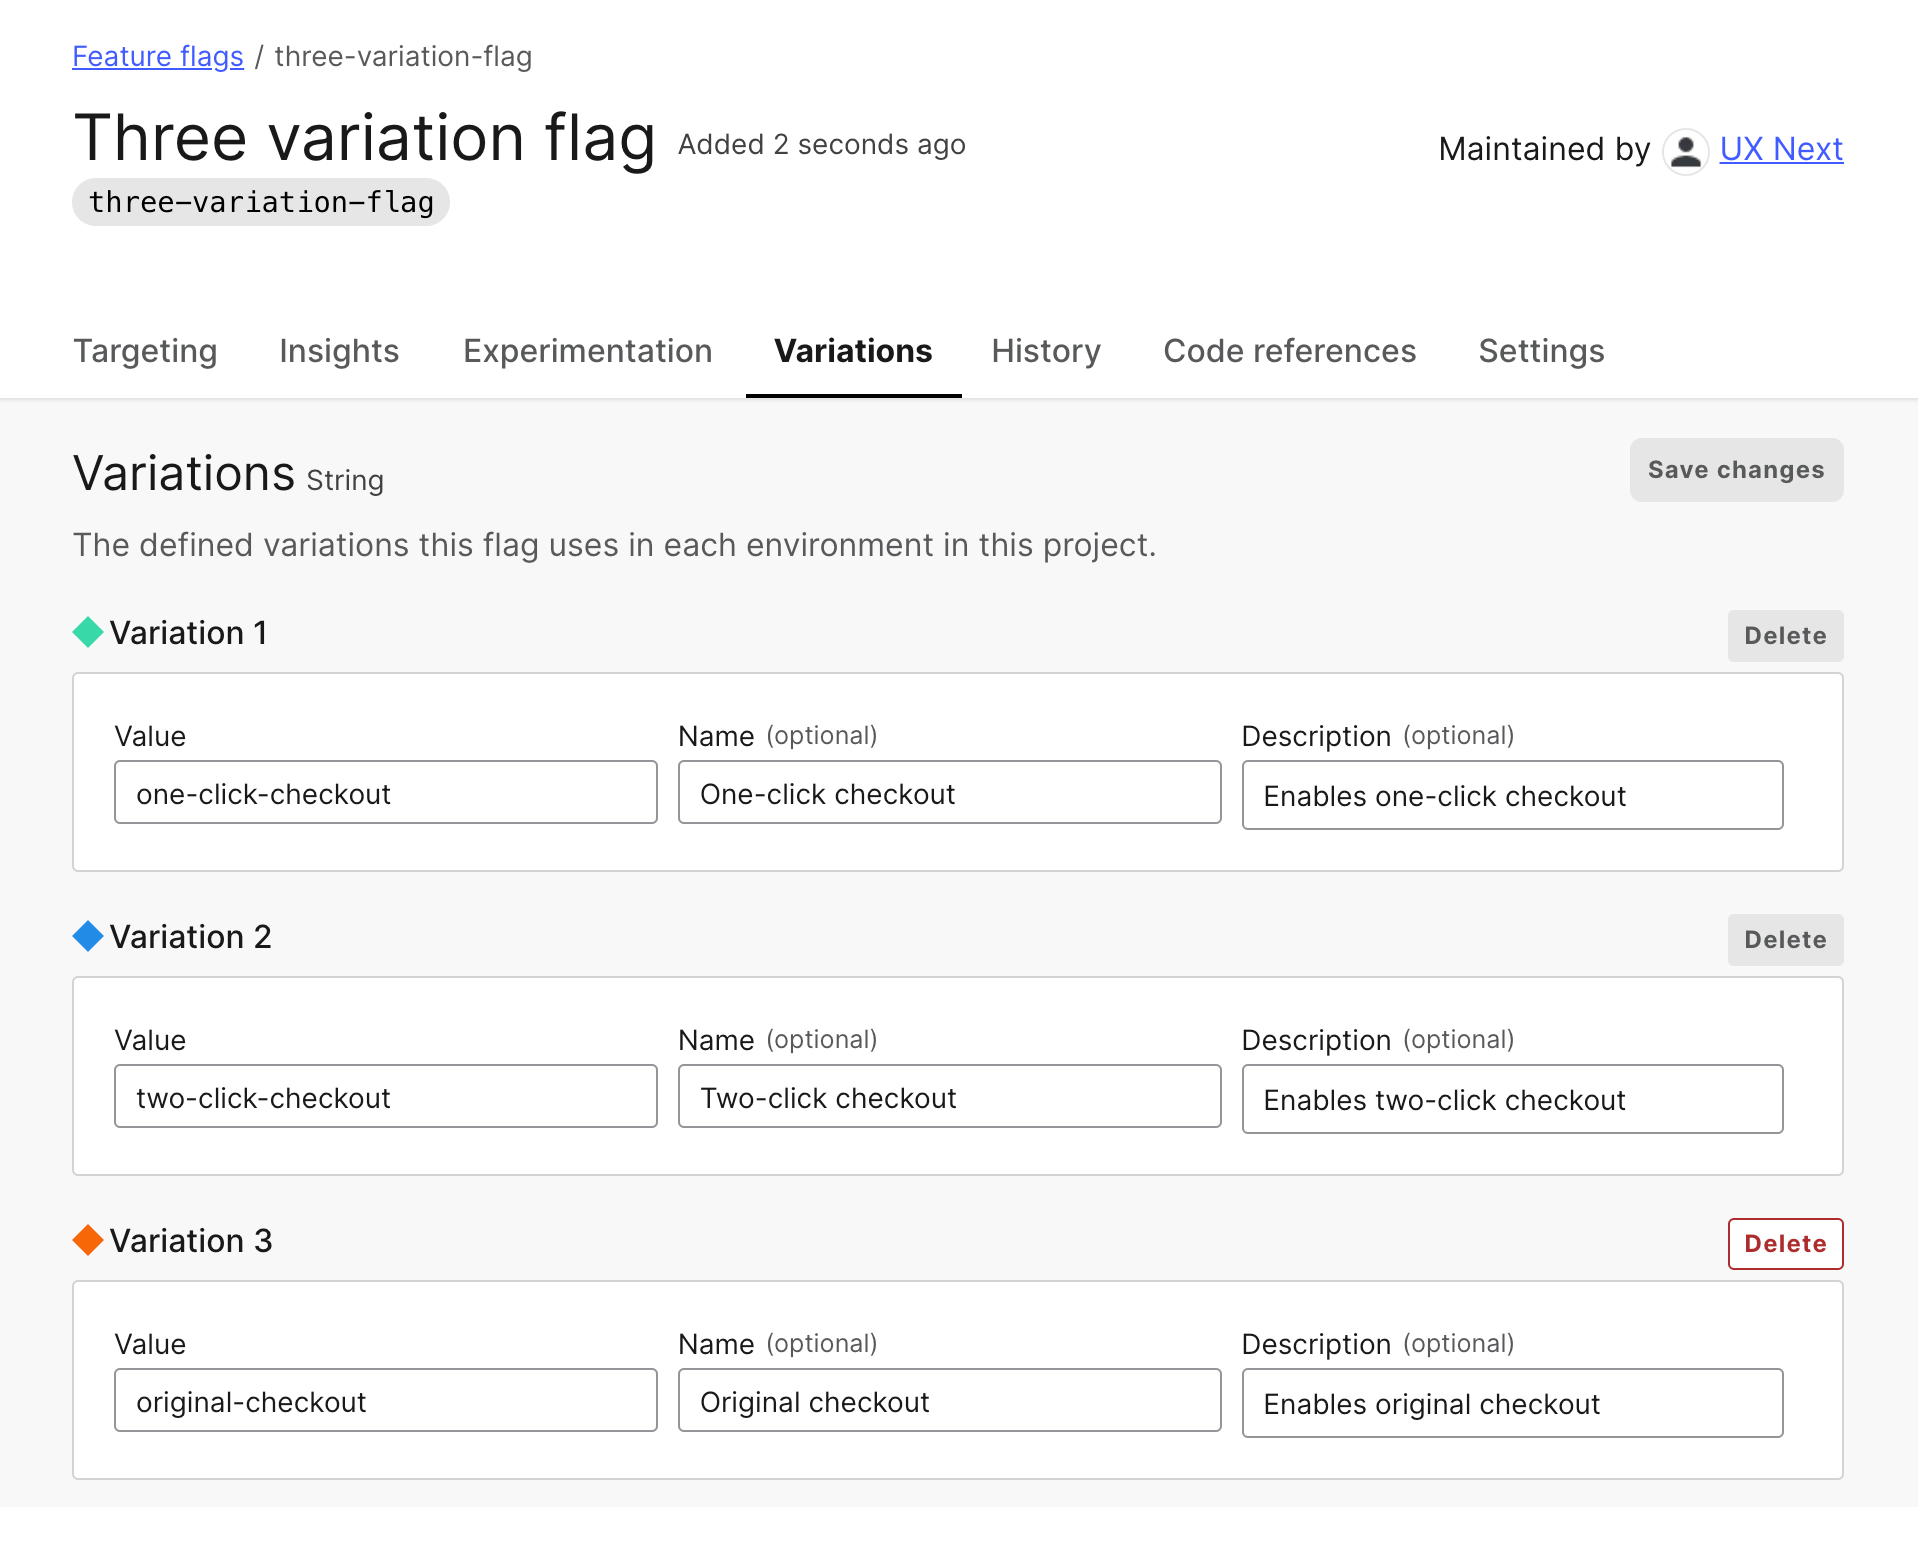 Feature flags / three-variation-flag
Three variation flag Added 2 seconds ago
Maintained by UX Next
three-variation-flag
Targeting Insights Experimentation Variations History Code references Settings
Variations String
Save changes
The defined variations this flag uses in each environment in this project.
Variation 1
Delete
Value Name (optional) Description (optional)
one-click-checkout One-click checkout Enables one-click checkout
Variation 2
Delete
Value Name (optional) Description (optional)
two-click-checkout Two-click checkout Enables two-click checkout
Variation 3
Delete
Value Name (optional) Description (optional)
original-checkout Original checkout Enables original checkout